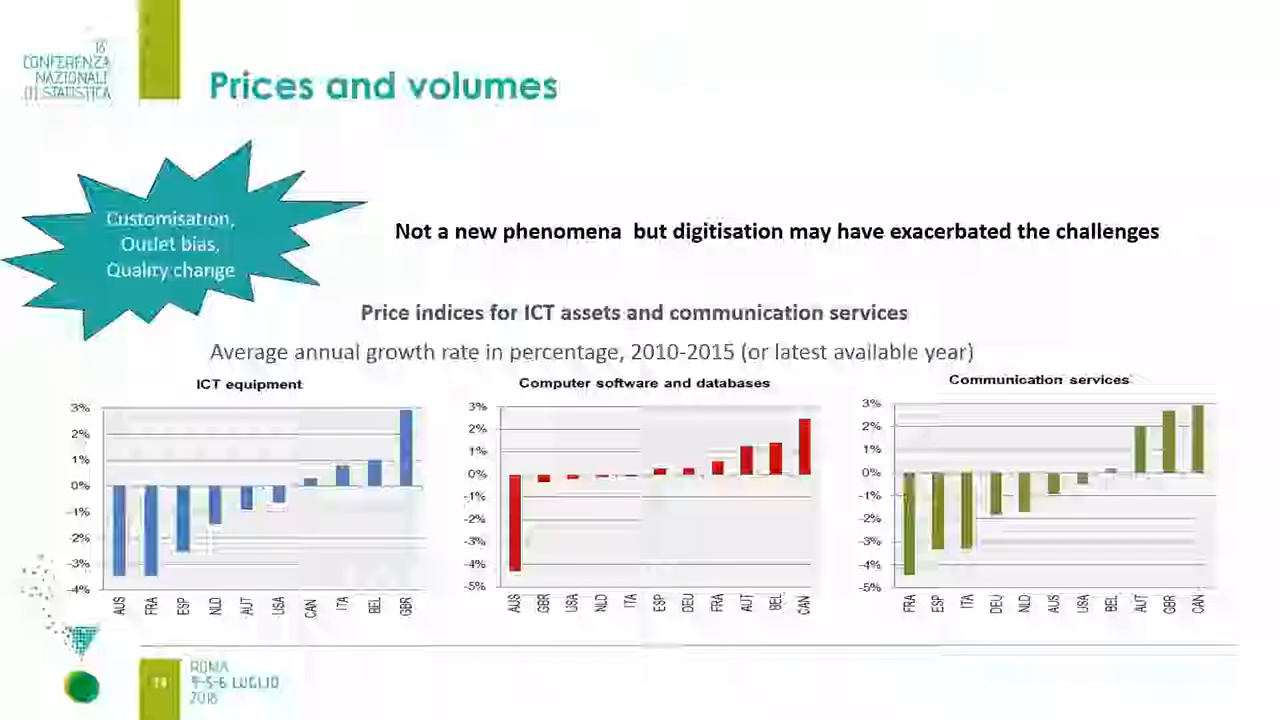 CONFERENZA
NAZIONALE
DI STATISTICA
Prices and volumes
Customisation,
Outlet bias,
Quality change
Not a new phenomena but digitisation may have exacerbated the challenges
Price indices for ICT assets and communication services
Average annual growth rate in percentage, 2010-2015 (or latest available year)
ICT equipment
3%
2%
1%
0%
-1%
-2%
-3%
-4%
AUS FRA ESP NLD AUT USA CAN ITA BEL GBR
Computer software and databases
3%
2%
1%
0%
-1%
-2%
-3%
-4%
-5%
AUS GBR USA NLD ITA ESP DEU FRA AUT BEL CAN
Communication services
3%
2%
1%
0%
-1%
-2%
-3%
-4%
-5%
FRA ESP ITA DEU NLD AUS USA BEL AUT GBR CAN
ROMA
4-5-6 LUGLIO
2018